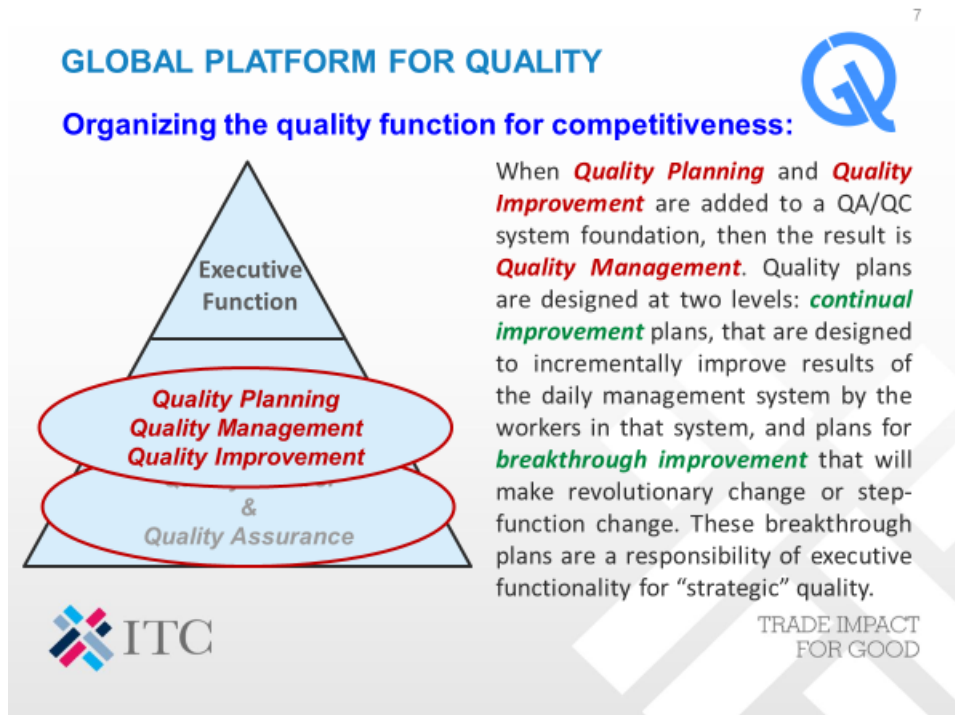 7
GLOBAL PLATFORM FOR QUALITY
Organizing the quality function for competitiveness:
Executive
Function
Quality Planning
Quality Management
Quality Improvement
&
Quality Assurance
When Quality Planning and Quality
Improvement are added to a QA/QC
system foundation, then the result is
Quality Management. Quality plans
are designed at two levels: continual
improvement plans, that are designed
to incrementally improve results of
the daily management system by the
workers in that system, and plans for
breakthrough improvement that will
make revolutionary change or step-
function change. These breakthrough
plans are a responsibility of executive
functionality for “strategic” quality.
ITC
TRADE IMPACT
FOR GOOD